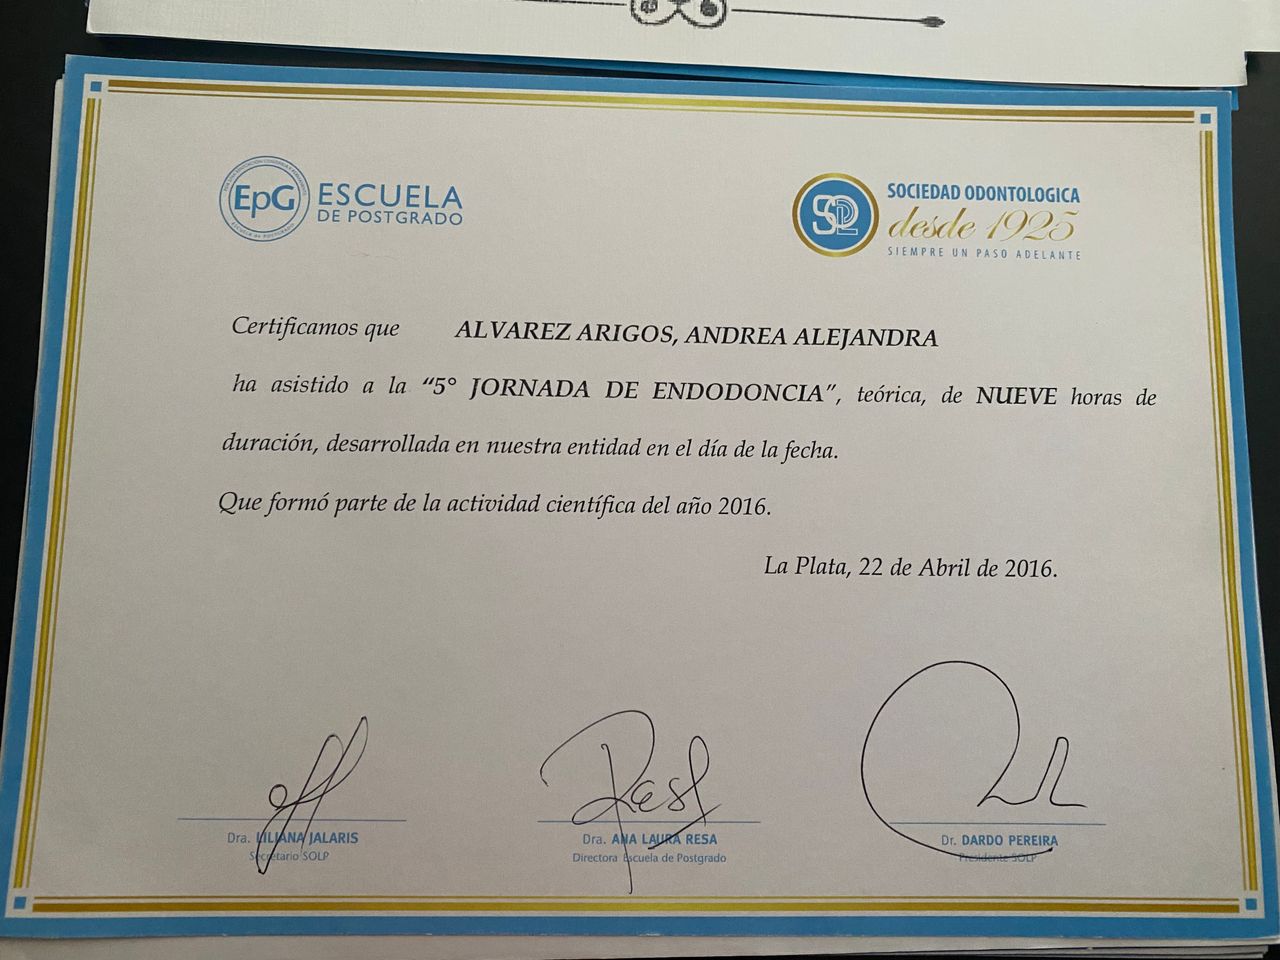 EpG ESCUELA
DE POSTGRADO
SOCIEDAD ODONTOLOGICA
desde 1925
SIEMPRE UN PASO ADELANTE
Certificamos que ALVAREZ ARIGOS, ANDREA ALEJANDRA
ha asistido a la “5° JORNADA DE ENDODONCIA”, teórica, de NUEVE horas de
duración, desarrollada en nuestra entidad en el día de la fecha.
Que formó parte de la actividad científica del año 2016.
La Plata, 22 de Abril de 2016.
Dra. LILIANA JALARIS
Secretario SOLP
Dra. ANA LAURA RESA
Directora Escuela de Postgrado
Dr. DARDO PEREIRA
Presidente SOLP